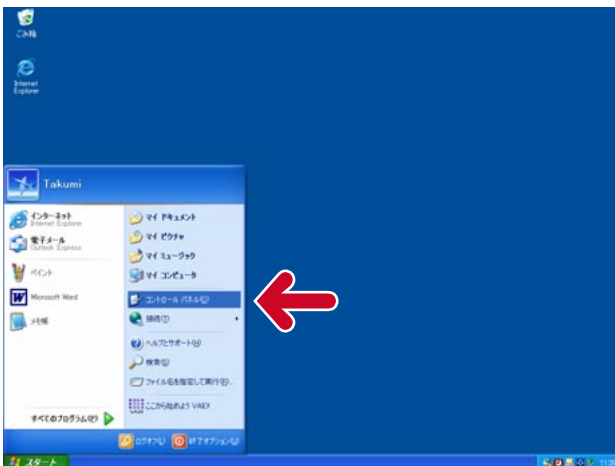 ごみ箱
Internet
Explorer
Takumi
インターネット
Internet Explorer
電子メール
Outlook Express
ペイント
Microsoft Word
メモ帳
すべてのプログラム(P)
マイ ドキュメント
マイ ピクチャ
マイ ミュージック
マイ コンピュータ
コントロール パネル(C)
接続(T)
ヘルプとサポート(H)
検索(S)
ファイル名を指定して実行(R)...
ここから始めよう VAIO!
ログオフ(L)
終了オプション(U)
スタート